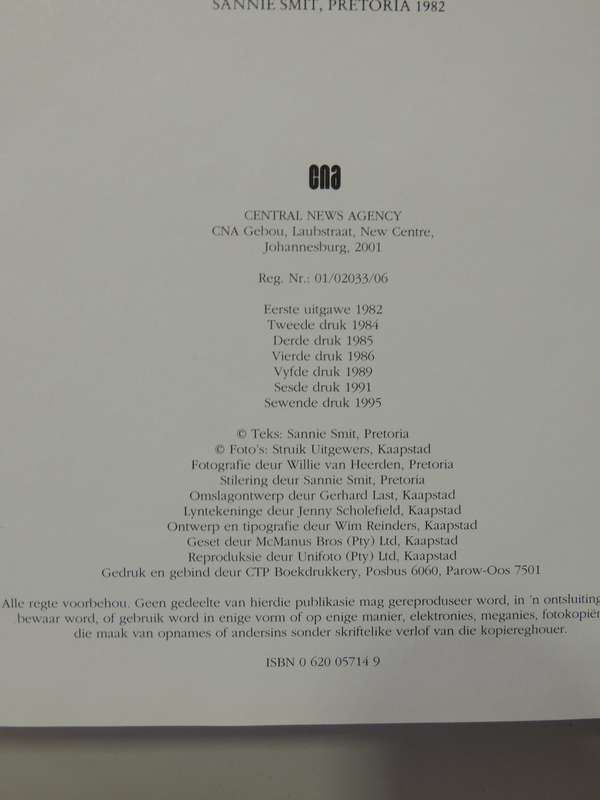 SANNIE SMIT, PRETORIA 1982
cna
CENTRAL NEWS AGENCY
CNA Gebou, Laubstraat, New Centre,
Johannesburg, 2001
Reg. Nr.: 01/02033/06
Eerste uitgawe 1982
Tweede druk 1984
Derde druk 1985
Vierde druk 1986
Vyfde druk 1989
Sesde druk 1991
Sewende druk 1995
© Teks: Sannie Smit, Pretoria
© Foto's: Struik Uitgewers, Kaapstad
Fotografie deur Willie van Heerden, Pretoria
Stilering deur Sannie Smit, Pretoria
Omslagontwerp deur Gerhard Last, Kaapstad
Lyntekeninge deur Jenny Scholefield, Kaapstad
Ontwerp en tipografie deur Wim Reinders, Kaapstad
Geset deur McManus Bros (Pty) Ltd, Kaapstad
Reproduksie deur Unifoto (Pty) Ltd, Kaapstad
Gedruk en gebind deur CTP Boekdrukkery, Posbus 6060, Parow-Oos 7501
Alle regte voorbehou. Geen gedeelte van hierdie publikasie mag gereproduseer word, in 'n ontsluiting
bewaar word, of gebruik word in enige vorm of op enige manier, elektronies, meganies, fotokopiër
die maak van opnames of andersins sonder skriftelike verlof van die kopiereghouer.
ISBN 0 620 05714 9